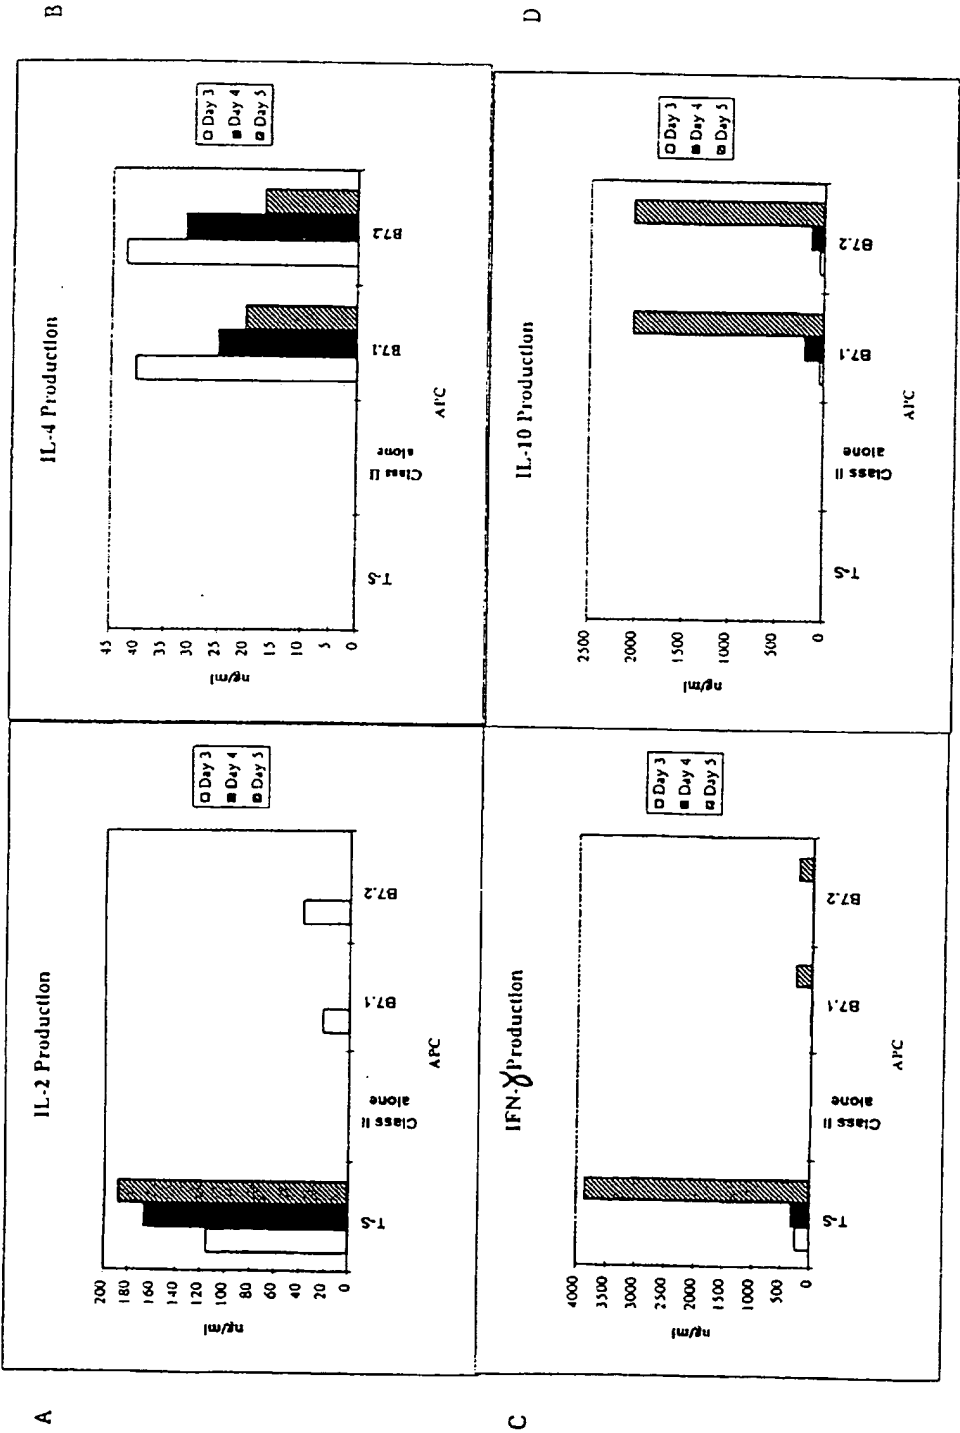 A
IL-2 Production
200
180
160
140
120
100
80
60
40
20
0
ng/ml
T-S
Class II
alone
B7.1
B7.2
APC
Day 3
Day 4
Day 5
B
IL-4 Production
45
40
35
30
25
20
15
10
5
0
ng/ml
T-S
Class II
alone
B7.1
B7.2
APC
Day 3
Day 4
Day 5
C
IFN-γ Production
4000
3500
3000
2500
2000
1500
1000
500
0
ng/ml
T-S
Class II
alone
B7.1
B7.2
APC
Day 3
Day 4
Day 5
D
IL-10 Production
2500
2000
1500
1000
500
0
ng/ml
T-S
Class II
alone
B7.1
B7.2
APC
Day 3
Day 4
Day 5